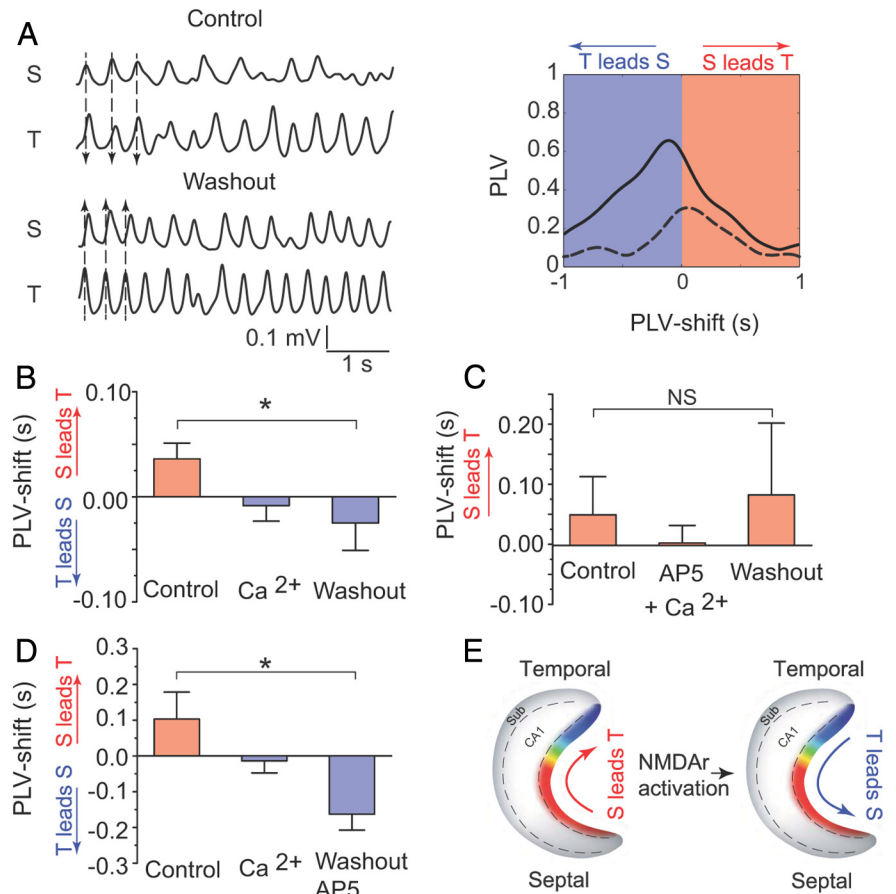 A
Control
S
T
Washout
S
T
0.1 mV
1 s
T leads S
S leads T
1
0.8
0.6
0.4
0.2
0
-1
0
1
PLV
PLV-shift (s)
B
0.10
0.00
-0.10
PLV-shift (s)
S leads T
T leads S
*
Control
Ca 2+
Washout
C
0.20
0.10
0.00
-0.10
PLV-shift (s)
S leads T
NS
Control
AP5
+ Ca 2+
Washout
D
0.3
0.2
0.1
0.0
-0.1
-0.2
-0.3
PLV-shift (s)
S leads T
T leads S
*
Control
Ca 2+
Washout
AP5
E
Temporal
Sub
CA1
S leads T
Septal
NMDAr
activation
Temporal
Sub
CA1
T leads S
Septal